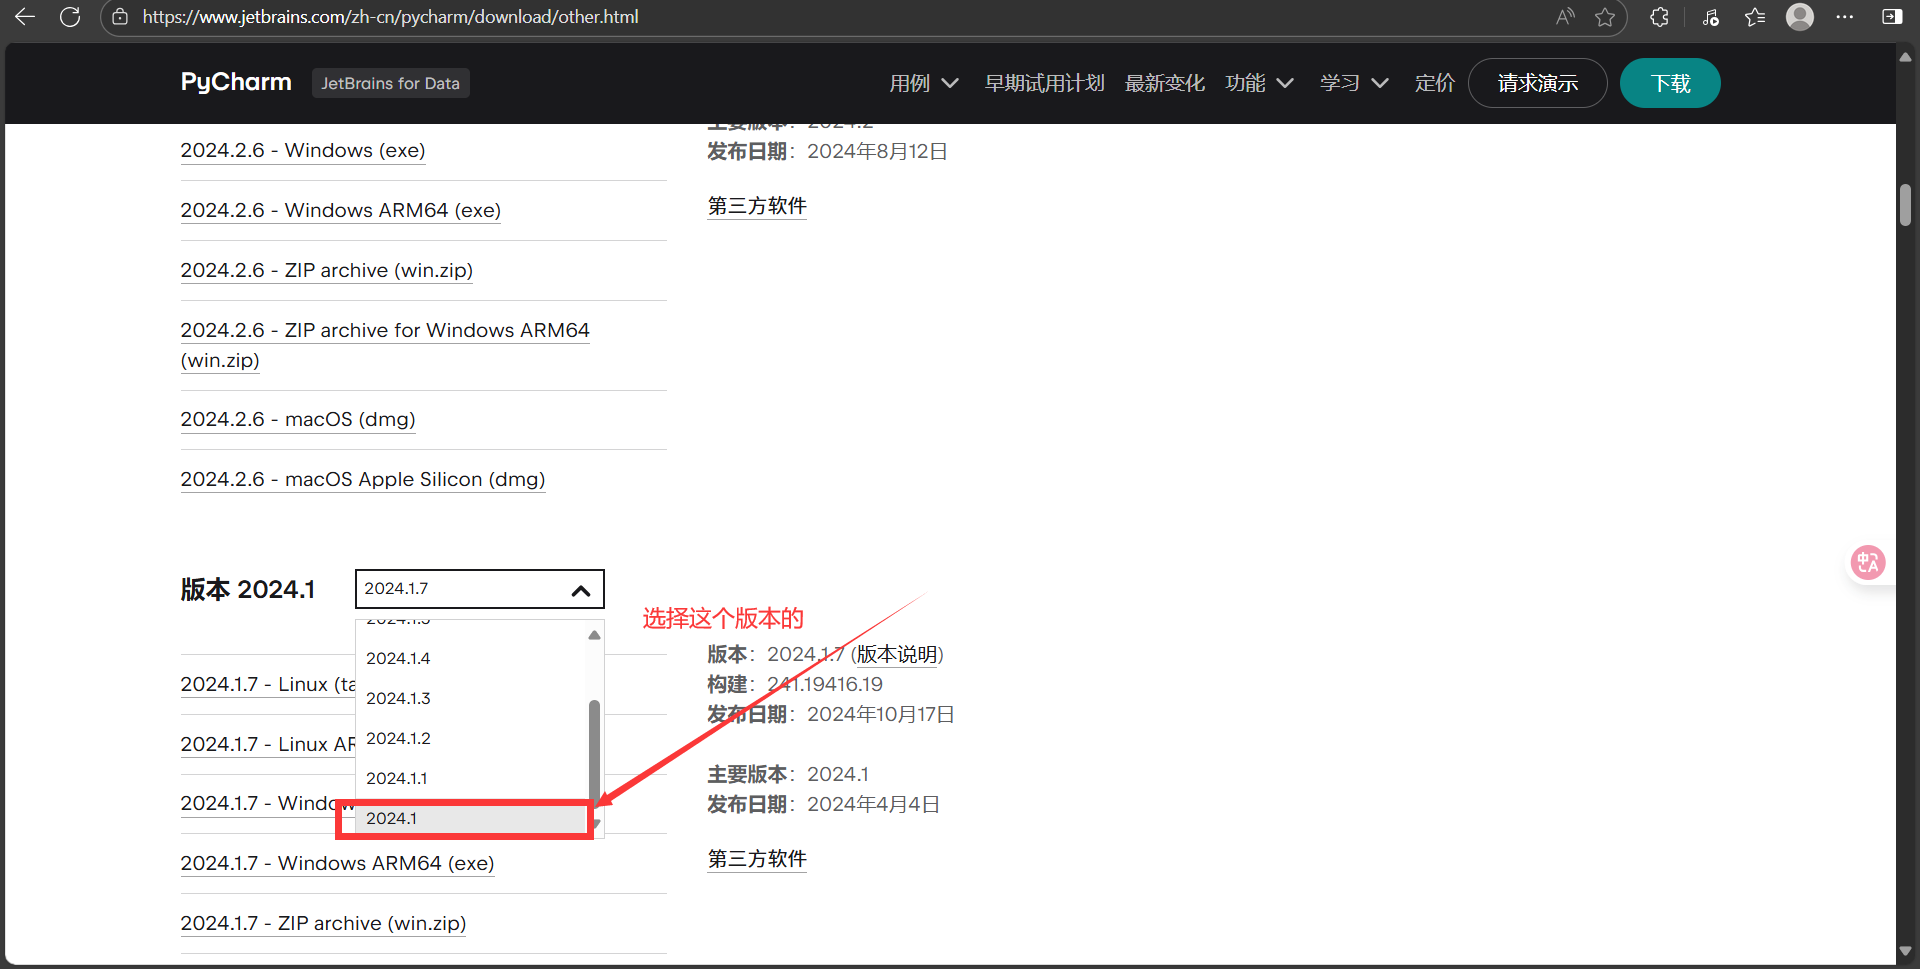 https://www.jetbrains.com/zh-cn/pycharm/download/other.html
PyCharm
JetBrains for Data
用例
早期试用计划
最新变化
功能
学习
定价
请求演示
下载
2024.2.6 - Windows (exe)
2024.2.6 - Windows ARM64 (exe)
2024.2.6 - ZIP archive (win.zip)
2024.2.6 - ZIP archive for Windows ARM64
(win.zip)
2024.2.6 - macOS (dmg)
2024.2.6 - macOS Apple Silicon (dmg)
主要版本：2024.2
发布日期：2024年8月12日
第三方软件
版本 2024.1
2024.1.7
2024.1.4
2024.1.3
2024.1.2
2024.1.1
2024.1
选择这个版本的
2024.1.7 - Linux (ta
2024.1.7 - Linux AR
2024.1.7 - Windo
2024.1.7 - Windows ARM64 (exe)
2024.1.7 - ZIP archive (win.zip)
版本：2024.1.7 (版本说明)
构建：241.19416.19
发布日期：2024年10月17日
主要版本：2024.1
发布日期：2024年4月4日
第三方软件
中A